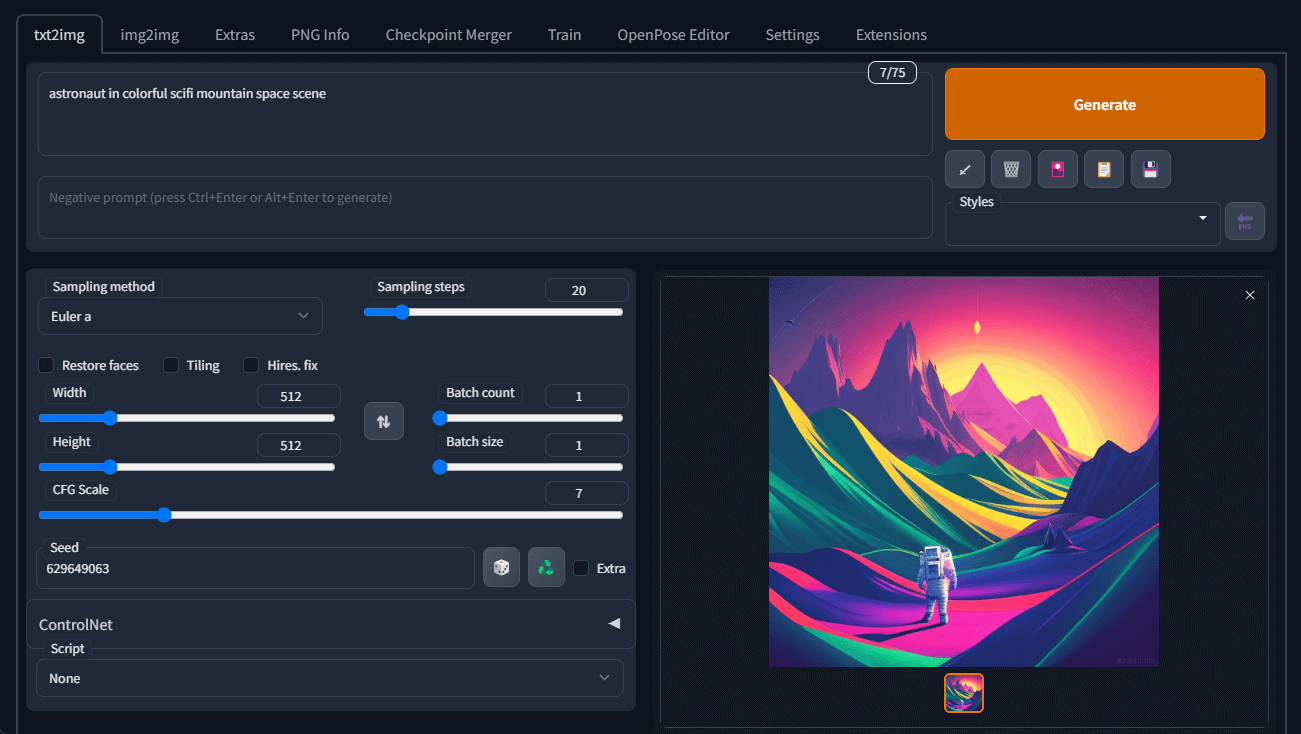 txt2img img2img Extras PNG Info Checkpoint Merger Train OpenPose Editor Settings Extensions
7/75
astronaut in colorful scifi mountain space scene
Generate
Negative prompt (press Ctrl+Enter or Alt+Enter to generate)
Styles
END
Sampling method
Euler a
Sampling steps 20
Restore faces Tiling Hires. fix
Width 512
Batch count 1
Height 512
Batch size 1
CFG Scale 7
Seed
629649063
Extra
ControlNet
Script
None